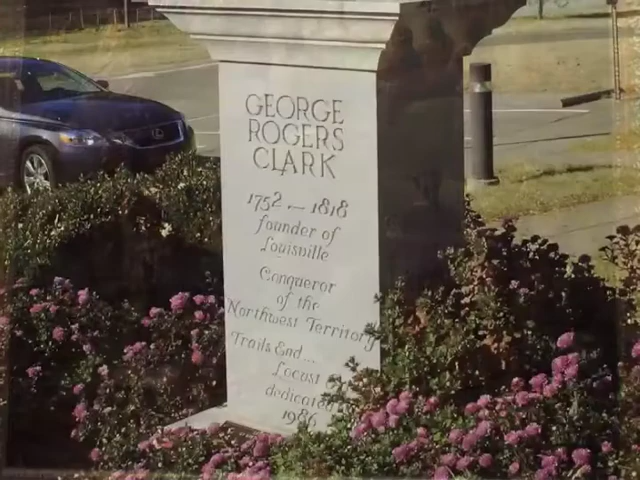 GEORGE
ROGERS
CLARK
1752 – 1818
founder of
Louisville
Conqueror
of the
Northwest Territory
Trails End ...
Locust
dedicated
1986